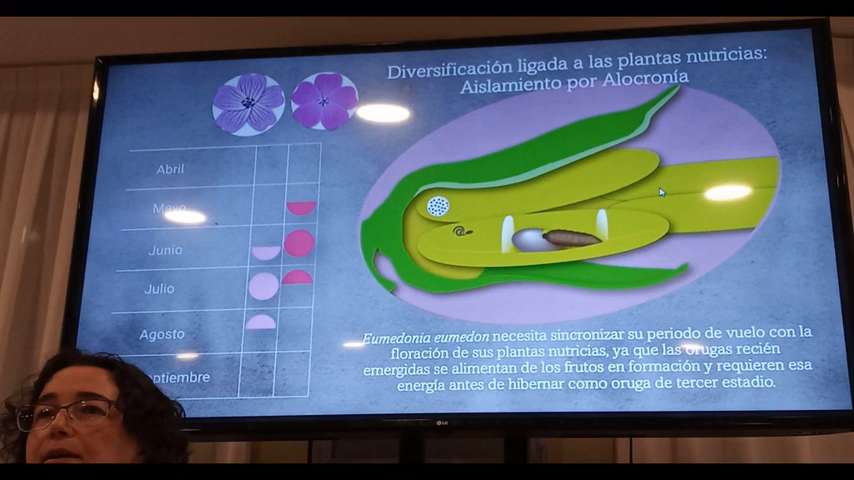 Diversificación ligada a las plantas nutricias:
Aislamiento por Alocronía
Abril
Mayo
Junio
Julio
Agosto
eptiembre
Eumedonia eumedon necesita sincronizar su periodo de vuelo con la
floración de sus plantas nutricias, ya que las orugas recién
emergidas se alimentan de los frutos en formación y requieren esa
energía antes de hibernar como oruga de tercer estadio.
LG